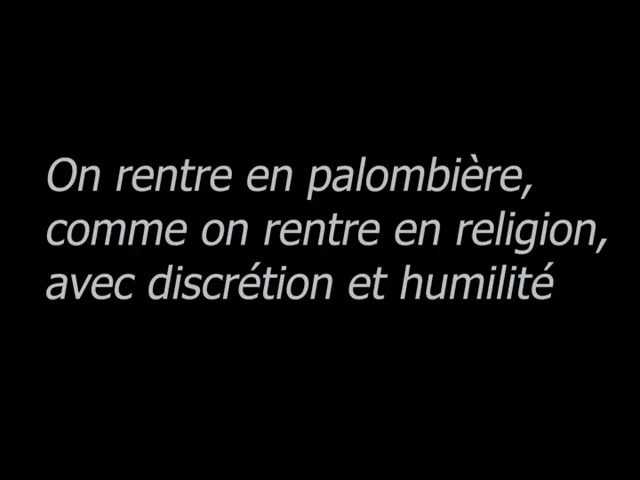 On rentre en palombière,
comme on rentre en religion,
avec discrétion et humilité